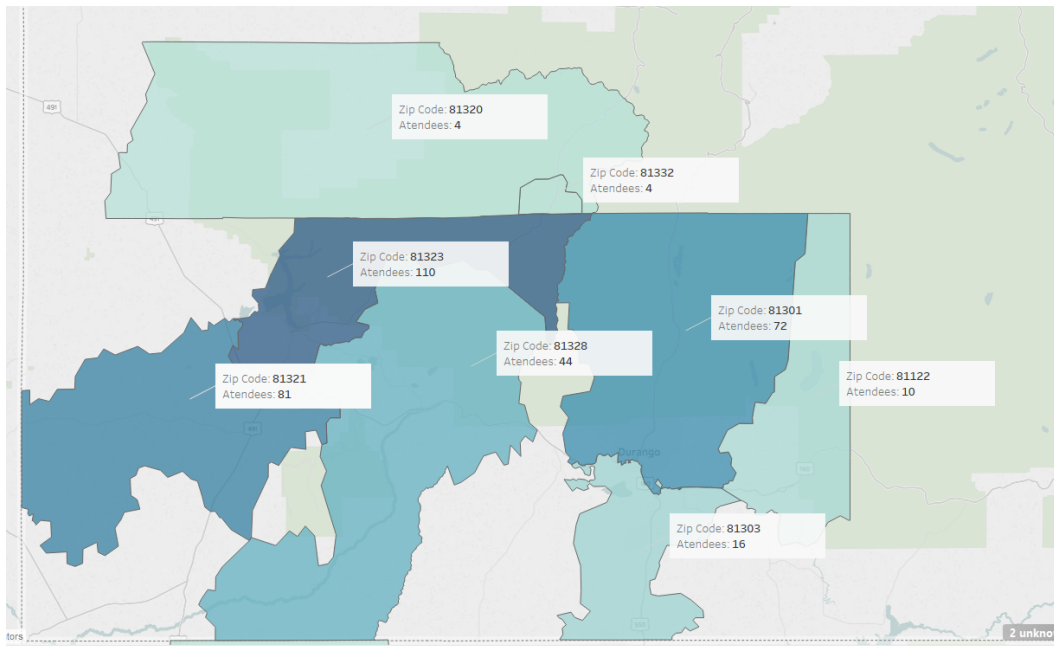 Zip Code: 81320
Atendees: 4
491
Zip Code: 81332
Atendees: 4
491
Zip Code: 81323
Atendees: 110
Zip Code: 81301
Atendees: 72
Zip Code: 81328
Atendees: 44
Zip Code: 81321
Atendees: 81
Zip Code: 81122
Atendees: 10
491
Durango
160
Zip Code: 81303
Atendees: 16
550
tors
2 unkno